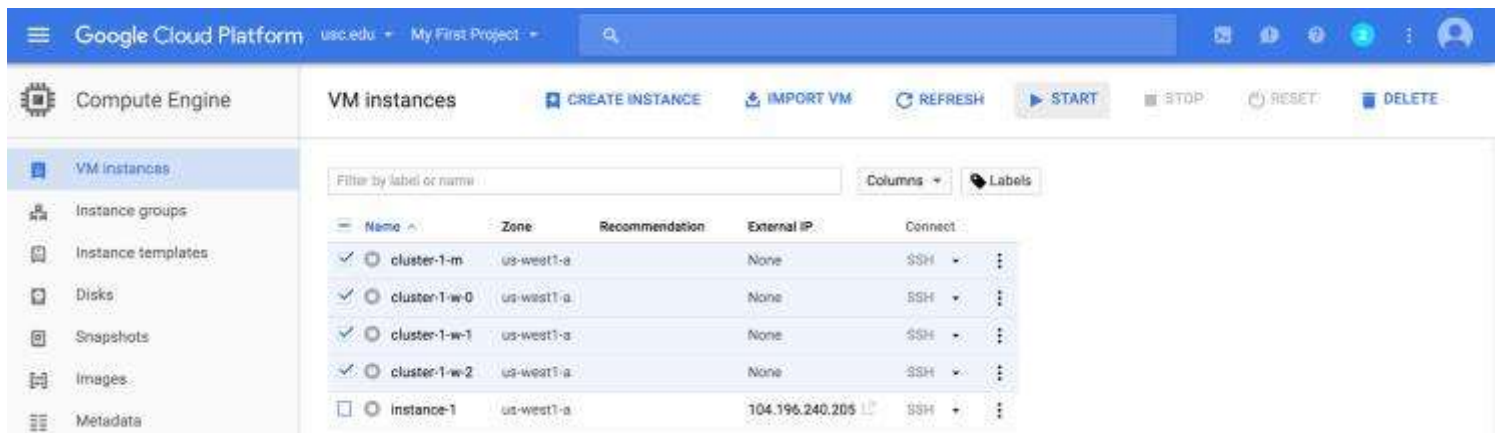 Google Cloud Platform usc.edu My First Project 2
Compute Engine VM instances CREATE INSTANCE IMPORT VM REFRESH START STOP RESET DELETE
VM instances
Filter by label or name Columns Labels
Instance groups
Name Zone Recommendation External IP Connect
Instance templates
cluster-1-m us-west1-a None SSH
Disks
cluster-1-w-0 us-west1-a None SSH
Snapshots
cluster-1-w-1 us-west1-a None SSH
Images
cluster-1-w-2 us-west1-a None SSH
Metadata
instance-1 us-west1-a 104.196.240.205 SSH